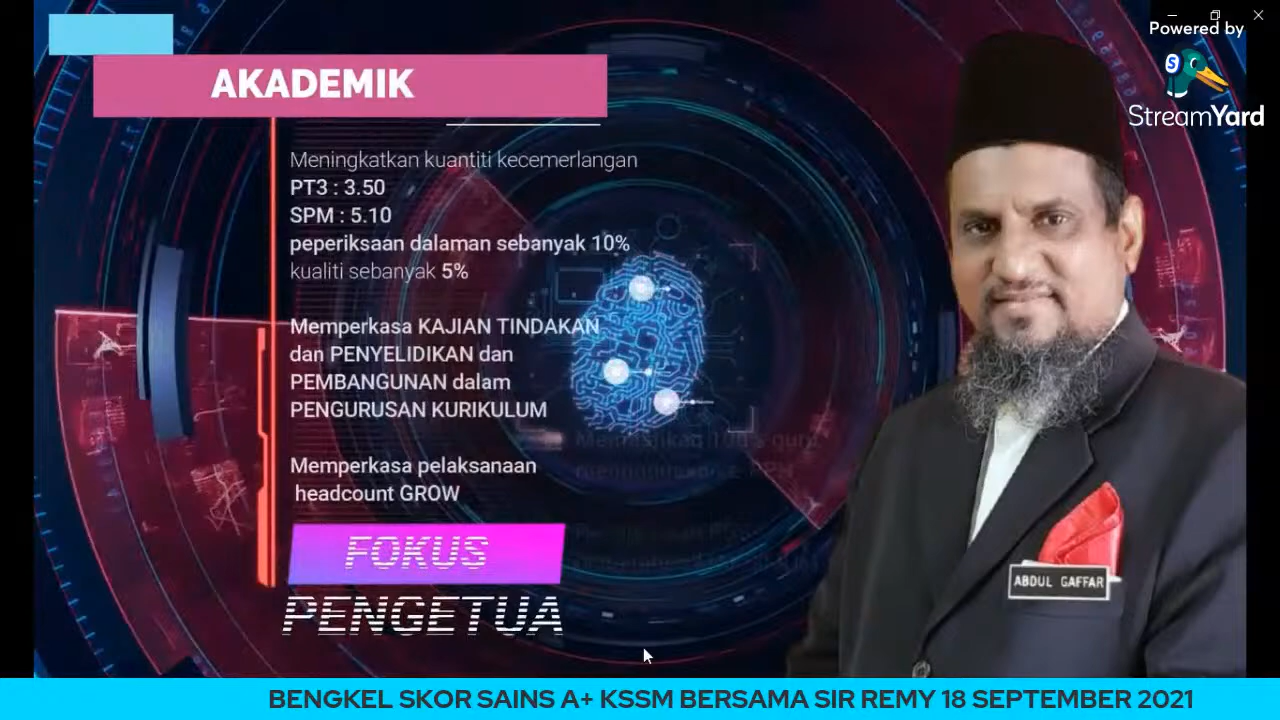 Powered by
S
StreamYard
AKADEMIK
Meningkatkan kuantiti kecemerlangan
PT3 : 3.50
SPM : 5.10
peperiksaan dalaman sebanyak 10%
kualiti sebanyak 5%
Memperkasa KAJIAN TINDAKAN
dan PENYELIDIKAN dan
PEMBANGUNAN dalam
PENGURUSAN KURIKULUM
Memperkasa pelaksanaan
headcount GROW
FOKUS
PENGETUA
ABDUL GAFFAR
BENGKEL SKOR SAINS A+ KSSM BERSAMA SIR REMY 18 SEPTEMBER 2021